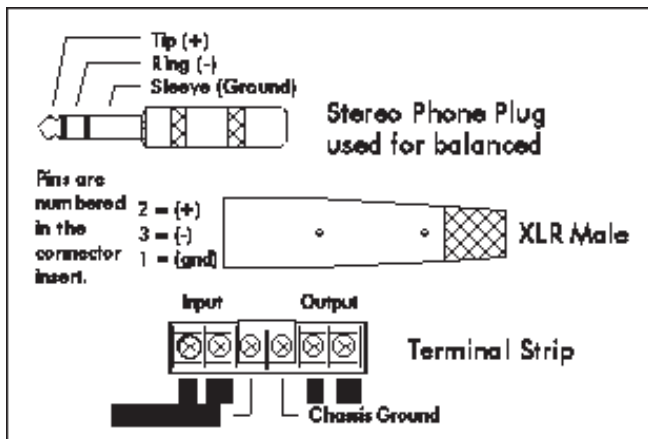 Tip (+)
Ring (-)
Sleeve (Ground)
Stereo Phone Plug
used for balanced
Pins are
numbered
in the
connector
insert.
2 = (+)
3 = (-)
1 = (gnd)
XLR Male
Input
Output
Terminal Strip
Chassis Ground